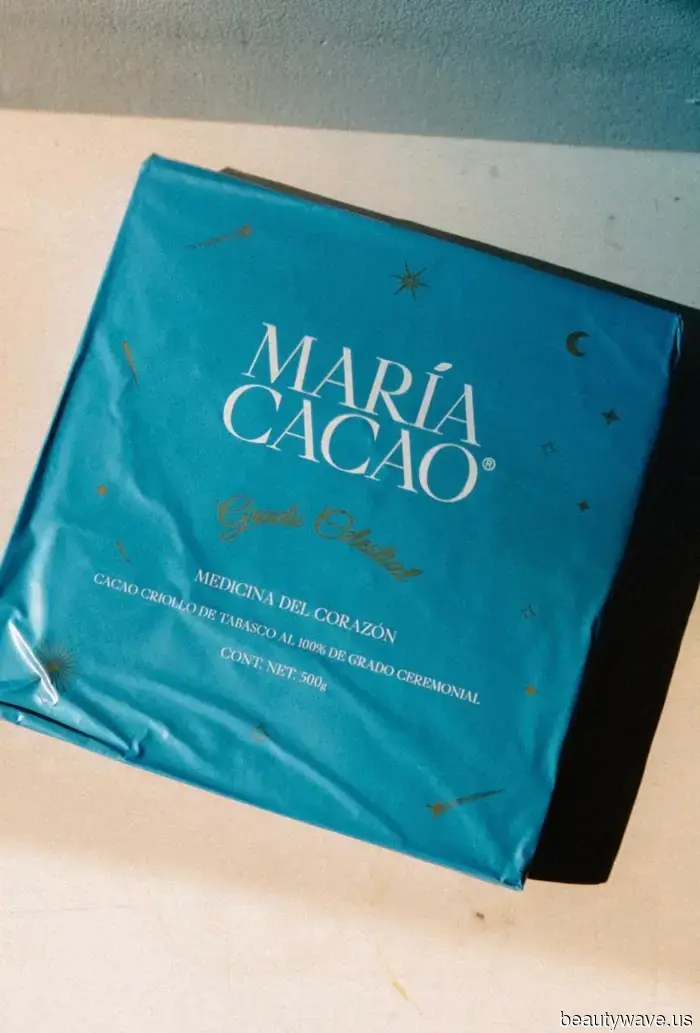 MARÍA
CACAO®
Grado Celestial
MEDICINA DEL CORAZÓN
CACAO CRIOLLO DE TABASCO AL 100% DE GRADO CEREMONIAL
CONT. NET. 500g
beautywave.us